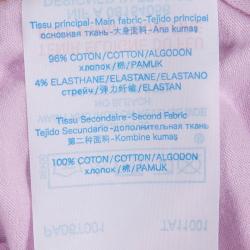 Tissu principal-Main fabric-Tejido principal
основная ткань-大身面料-Ana kumaş
96% COTON/COTTON/ALGODON
хлопок/棉/PAMUK
4% ELASTHANE/ELASTANE/ELASTANO
стрейч/弹力纤维/ELASTAN
Tissu Secondaire-Second Fabric
Tejido Secundario-дополнительная ткань
第二种面料-Kombine kumaş
100% COTON/COTTON/ALGODON
хлопок/棉/PAMUK